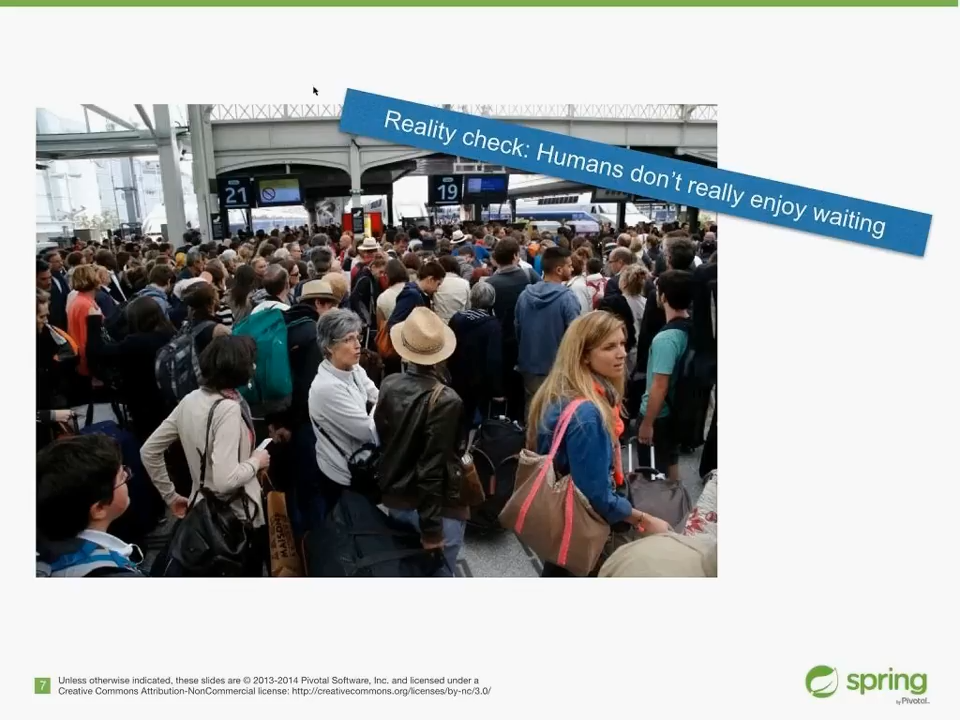 Reality check: Humans don't really enjoy waiting
21
19
MAISON
7
Unless otherwise indicated, these slides are © 2013-2014 Pivotal Software, Inc. and licensed under a
Creative Commons Attribution-NonCommercial license: http://creativecommons.org/licenses/by-nc/3.0/
spring
by Pivotal.